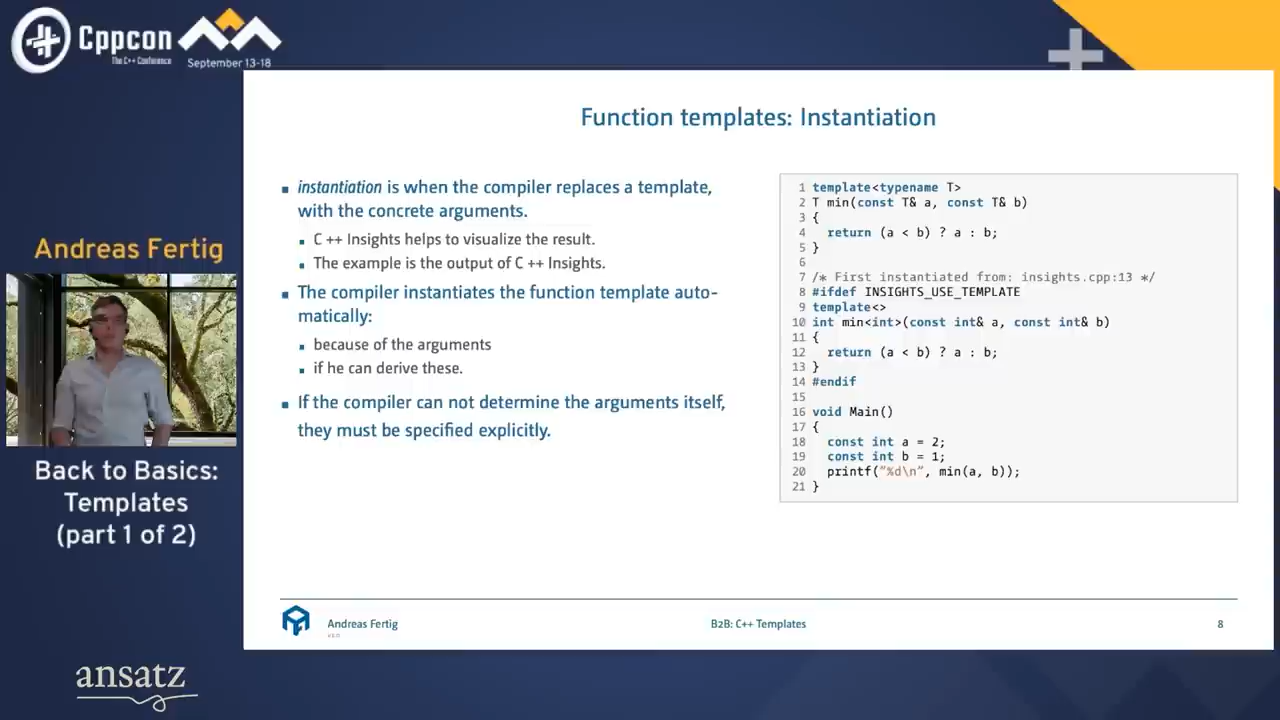 Cppcon
The C++ Conference
September 13-18
Andreas Fertig
Back to Basics:
Templates
(part 1 of 2)
ansatz
Function templates: Instantiation
▪ instantiation is when the compiler replaces a template,
with the concrete arguments.
▪ C ++ Insights helps to visualize the result.
▪ The example is the output of C ++ Insights.
▪ The compiler instantiates the function template auto-
matically:
▪ because of the arguments
▪ if he can derive these.
▪ If the compiler can not determine the arguments itself,
they must be specified explicitly.
1 template<typename T>
2 T min(const T& a, const T& b)
3 {
4   return (a < b) ? a : b;
5 }
6
7 /* First instantiated from: insights.cpp:13 */
8 #ifdef INSIGHTS_USE_TEMPLATE
9 template<>
10 int min<int>(const int& a, const int& b)
11 {
12   return (a < b) ? a : b;
13 }
14 #endif
15
16 void Main()
17 {
18   const int a = 2;
19   const int b = 1;
20   printf("%d\n", min(a, b));
21 }
Andreas Fertig
B2B: C++ Templates
8